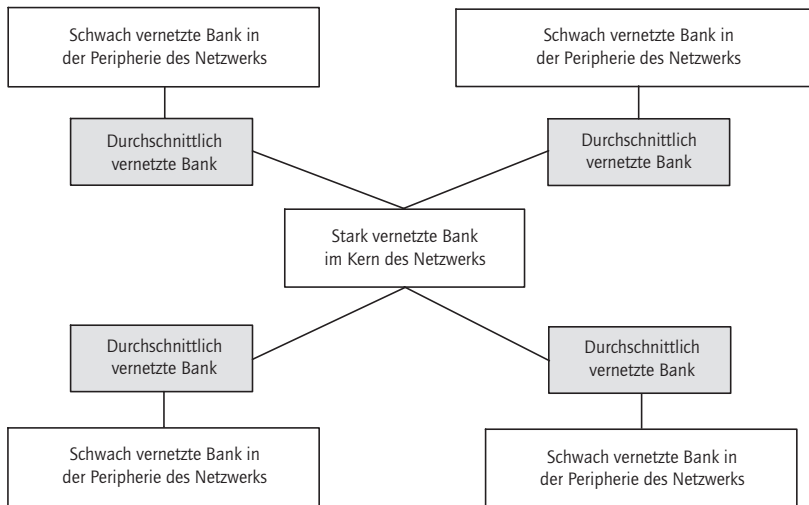 Schwach vernetzte Bank in
der Peripherie des Netzwerks
Schwach vernetzte Bank in
der Peripherie des Netzwerks
Durchschnittlich
vernetzte Bank
Durchschnittlich
vernetzte Bank
Stark vernetzte Bank
im Kern des Netzwerks
Durchschnittlich
vernetzte Bank
Durchschnittlich
vernetzte Bank
Schwach vernetzte Bank in
der Peripherie des Netzwerks
Schwach vernetzte Bank in
der Peripherie des Netzwerks